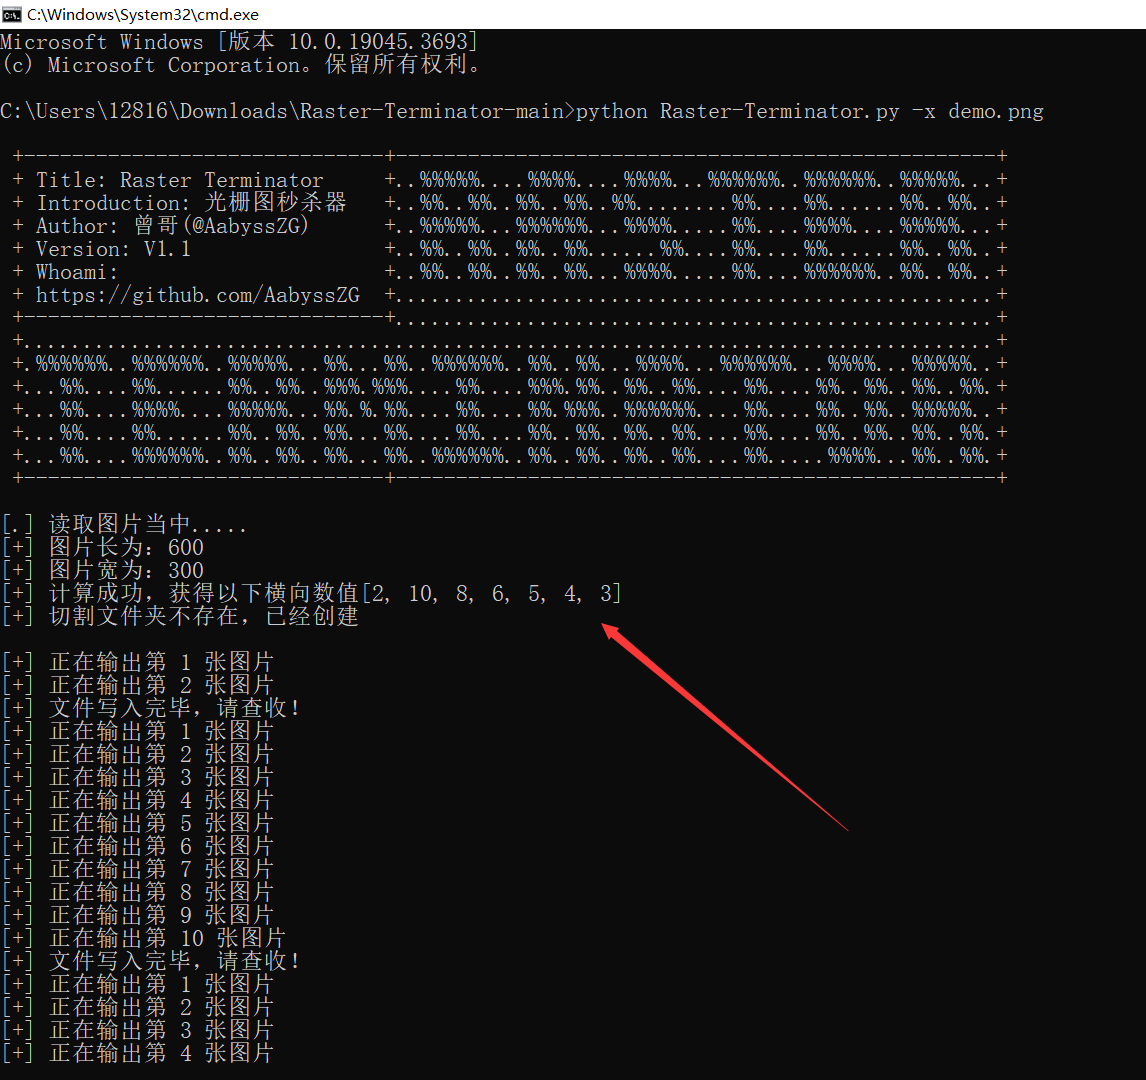 C:\Windows\System32\cmd.exe
Microsoft Windows [版本 10.0.19045.3693]
(c) Microsoft Corporation。保留所有权利。
C:\Users\12816\Downloads\Raster-Terminator-main>python Raster-Terminator.py -x demo.png
+ Title: Raster Terminator
+ Introduction: 光栅图秒杀器
+ Author: 曾哥(@AabyssZG)
+ Version: V1.1
+ Whoami:
+ https://github.com/AabyssZG
RASTER
TERMINATOR
[.] 读取图片当中.....
[+] 图片长为：600
[+] 图片宽为：300
[+] 计算成功，获得以下横向数值[2, 10, 8, 6, 5, 4, 3]
[+] 切割文件夹不存在，已经创建
[+] 正在输出第 1 张图片
[+] 正在输出第 2 张图片
[+] 文件写入完毕，请查收！
[+] 正在输出第 1 张图片
[+] 正在输出第 2 张图片
[+] 正在输出第 3 张图片
[+] 正在输出第 4 张图片
[+] 正在输出第 5 张图片
[+] 正在输出第 6 张图片
[+] 正在输出第 7 张图片
[+] 正在输出第 8 张图片
[+] 正在输出第 9 张图片
[+] 正在输出第 10 张图片
[+] 文件写入完毕，请查收！
[+] 正在输出第 1 张图片
[+] 正在输出第 2 张图片
[+] 正在输出第 3 张图片
[+] 正在输出第 4 张图片